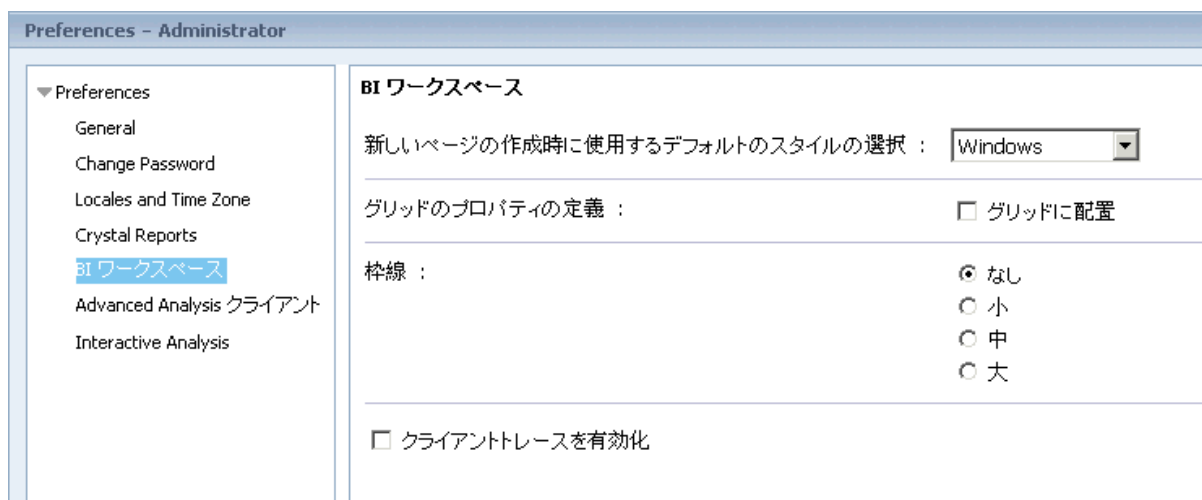 Preferences - Administrator
Preferences
General
Change Password
Locales and Time Zone
Crystal Reports
BI ワークスペース
Advanced Analysis クライアント
Interactive Analysis
BI ワークスペース
新しいページの作成時に使用するデフォルトのスタイルの選択 : Windows
グリッドのプロパティの定義 : グリッドに配置
枠線 : なし
小
中
大
クライアントトレースを有効化